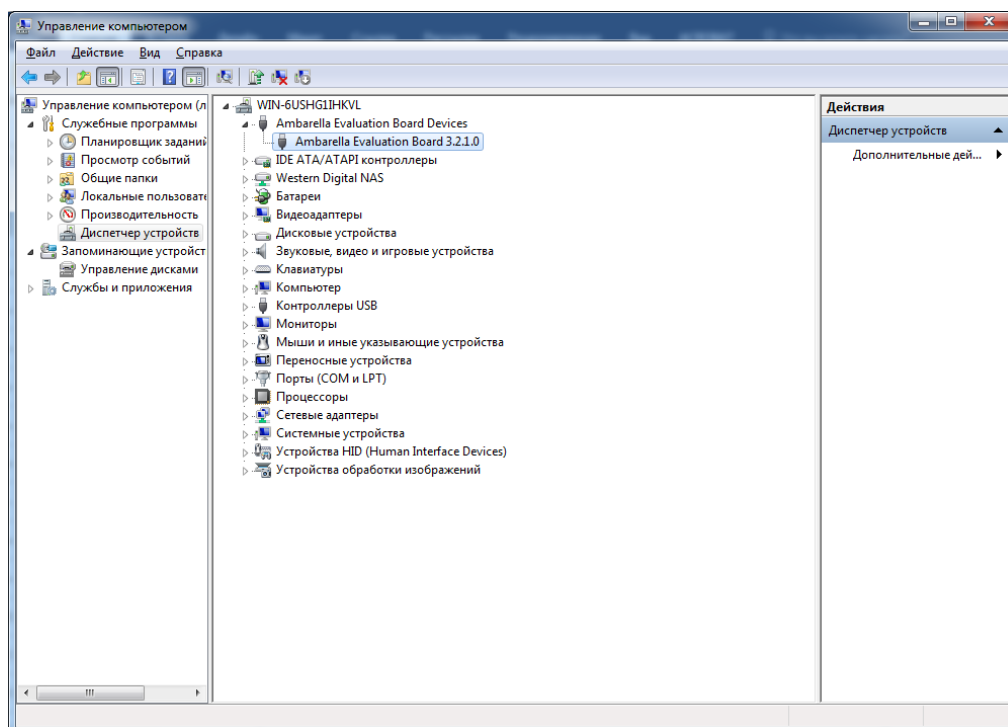 Управление компьютером
Файл Действие Вид Справка
Управление компьютером (л
Служебные программы
Планировщик заданий
Просмотр событий
Общие папки
Локальные пользовате
Производительность
Диспетчер устройств
Запоминающие устройст
Управление дисками
Службы и приложения
WIN-6USHG1IHKVL
Ambarella Evaluation Board Devices
Ambarella Evaluation Board 3.2.1.0
IDE ATA/ATAPI контроллеры
Western Digital NAS
Батареи
Видеоадаптеры
Дисковые устройства
Звуковые, видео и игровые устройства
Клавиатуры
Компьютер
Контроллеры USB
Мониторы
Мыши и иные указывающие устройства
Переносные устройства
Порты (COM и LPT)
Процессоры
Сетевые адаптеры
Системные устройства
Устройства HID (Human Interface Devices)
Устройства обработки изображений
Действия
Диспетчер устройств
Дополнительные дей...